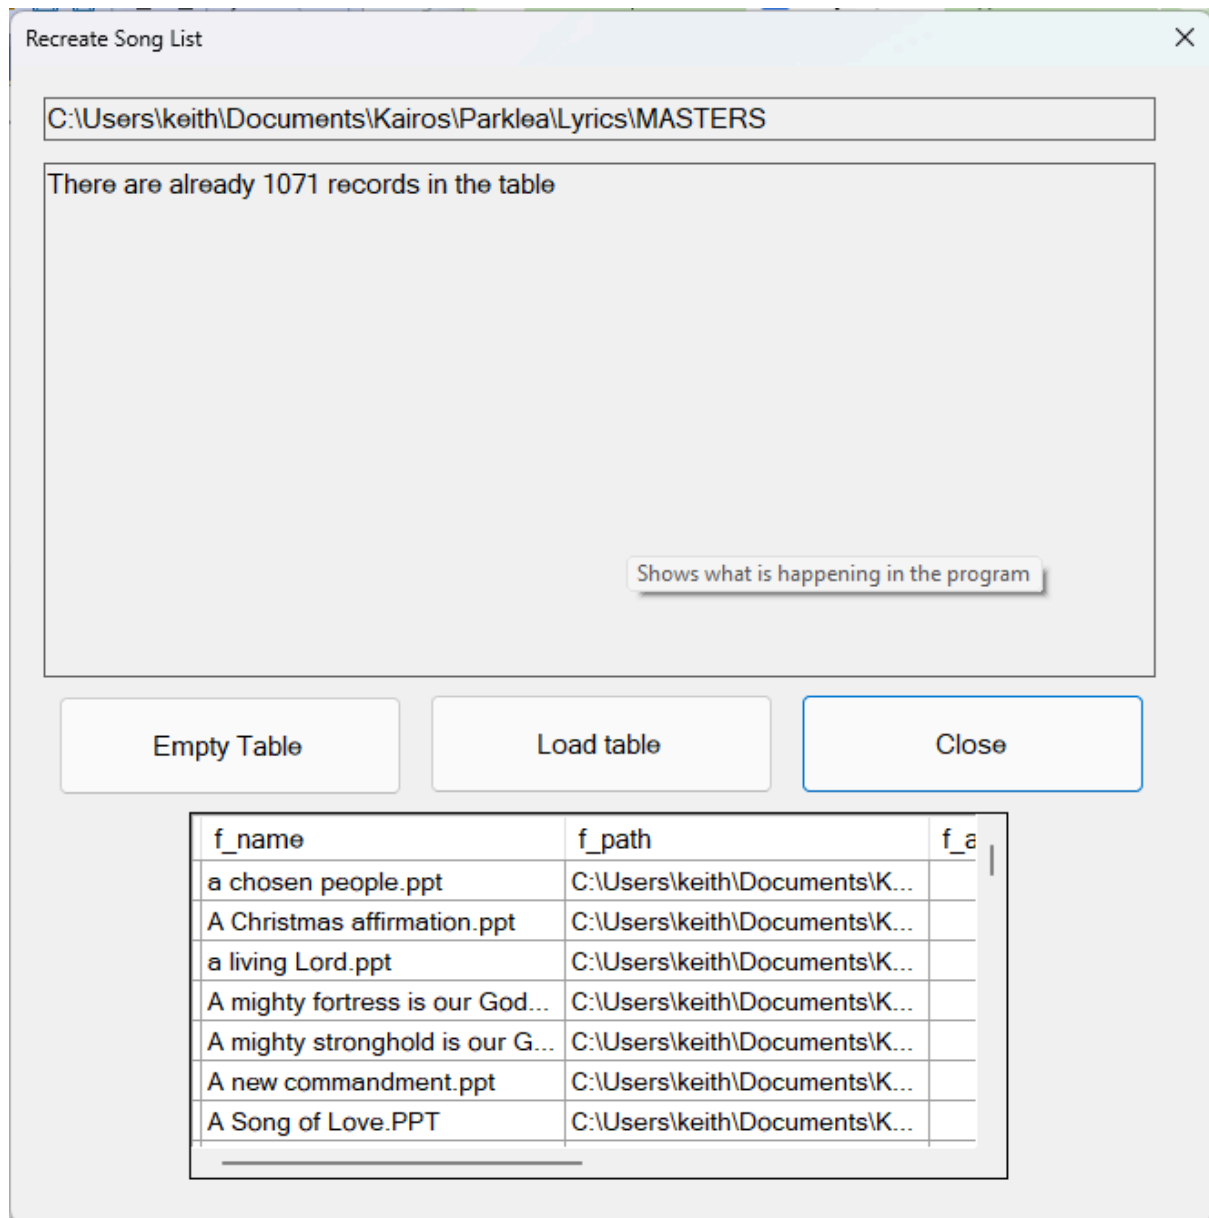 Recreate Song List
C:\Users\keith\Documents\Kairos\Parklea\Lyrics\MASTERS
There are already 1071 records in the table
Shows what is happening in the program
Empty Table Load table Close
f_name f_path f_a
a chosen people.ppt C:\Users\keith\Documents\K...
A Christmas affirmation.ppt C:\Users\keith\Documents\K...
a living Lord.ppt C:\Users\keith\Documents\K...
A mighty fortress is our God... C:\Users\keith\Documents\K...
A mighty stronghold is our G... C:\Users\keith\Documents\K...
A new commandment.ppt C:\Users\keith\Documents\K...
A Song of Love.PPT C:\Users\keith\Documents\K...